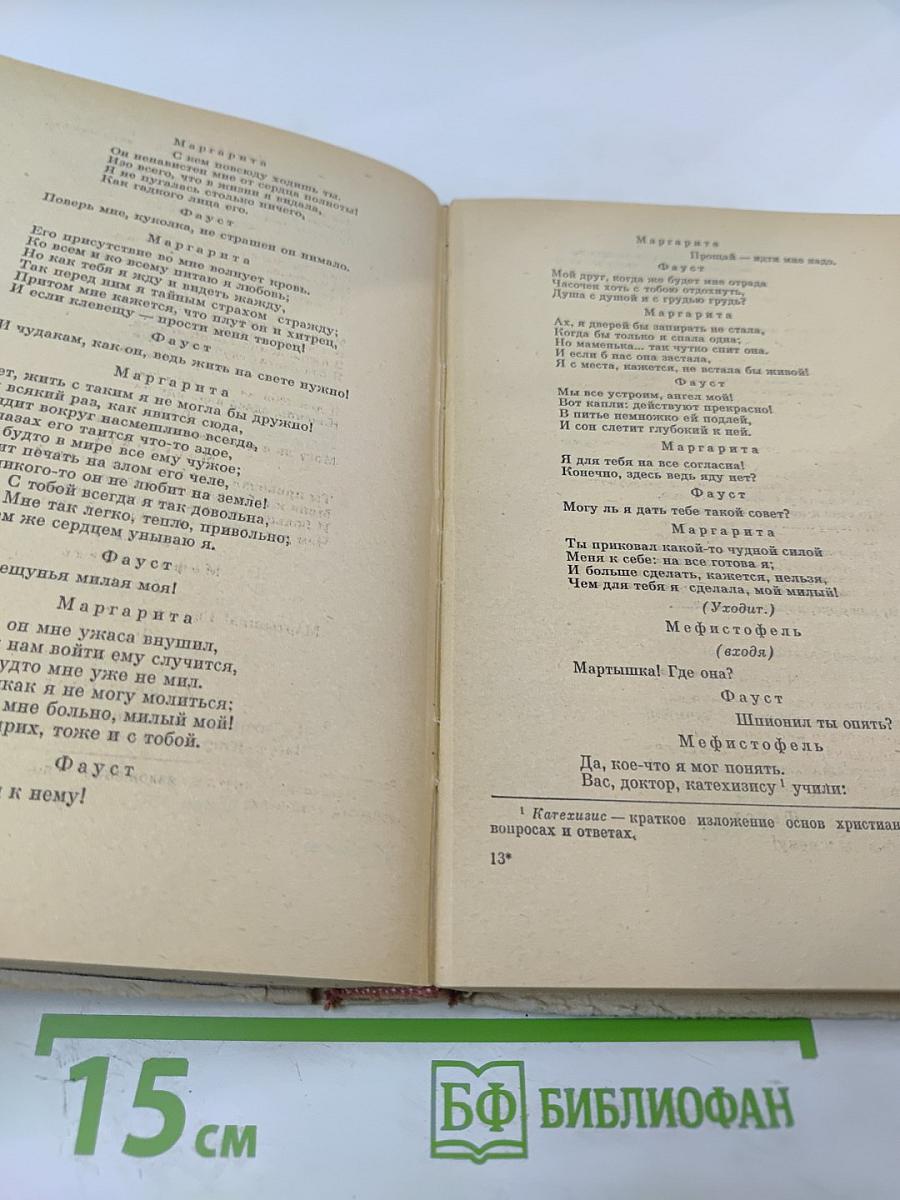 Маргарита
С кем повсюду ходишь ты.
Он ненавистен мне от сердца полноты!
Изо всего, что в жизни я видала,
Я не пугалась столько ничего,
Как гадкого лица его.
Фауст
Поверь мне, куколка, не страшен он нимало.
Маргарита
Его присутствие во мне волнует кровь.
Ко всем и ко всему питаю я любовь;
Но как тебя я жду и видеть жажду,
Так перед ним я тайным страхом стражду;
Притом мне кажется, что плут он и хитрец,
И если клевещу — прости меня творец!
Фауст
И чудакам, как он, ведь жить на свете нужно!
Маргарита
ет, жить с таким я не могла бы дружно!
всякий раз, как явится сюда,
ядит вокруг насмешливо всегда,
лазах его таится что-то злое,
будто в мире все ему чужое;
ит печать на злом его челе,
никого-то он не любит на земле!
С тобой всегда я так довольна,
Мне так легко, тепло, привольно;
м же сердцем унываю я.
Фауст
ещунья милая моя!
Маргарита
он мне ужаса внушил,
нам войти ему случится,
удто мне уже не мил.
как я не могу молиться;
мне больно, милый мой!
рих, тоже и с тобой.
Фауст
к нему!
Маргарита
Прощай — идти мне надо.
Фауст
Мой друг, когда же будет мне отрада
Часочек хоть с тобою отдохнуть,
Душа с душой и с грудью грудь?
Маргарита
Ах, я дверей бы запирать не стала,
Когда бы только я спала одна;
Но маменька... так чутко спит она.
И если б нас она застала,
Я с места, кажется, не встала бы живой!
Фауст
Мы все устроим, ангел мой!
Вот капли: действуют прекрасно!
В питье немножко ей подлей,
И сон слетит глубокий к ней.
Маргарита
Я для тебя на все согласна!
Конечно, здесь ведь яду нет?
Фауст
Могу ль я дать тебе такой совет?
Маргарита
Ты приковал какой-то чудной силой
Меня к себе: на все готова я;
И больше сделать, кажется, нельзя,
Чем для тебя я сделала, мой милый!
(Уходит.)
Мефистофель
(входя)
Мартышка! Где она?
Фауст
Шпионил ты опять?
Мефистофель
Да, кое-что я мог понять.
Вас, доктор, катехизису ¹ учили:
¹ Катехизис — краткое изложение основ христиан
вопросах и ответах.
13*
15 см
БФ БИБЛИОФАН